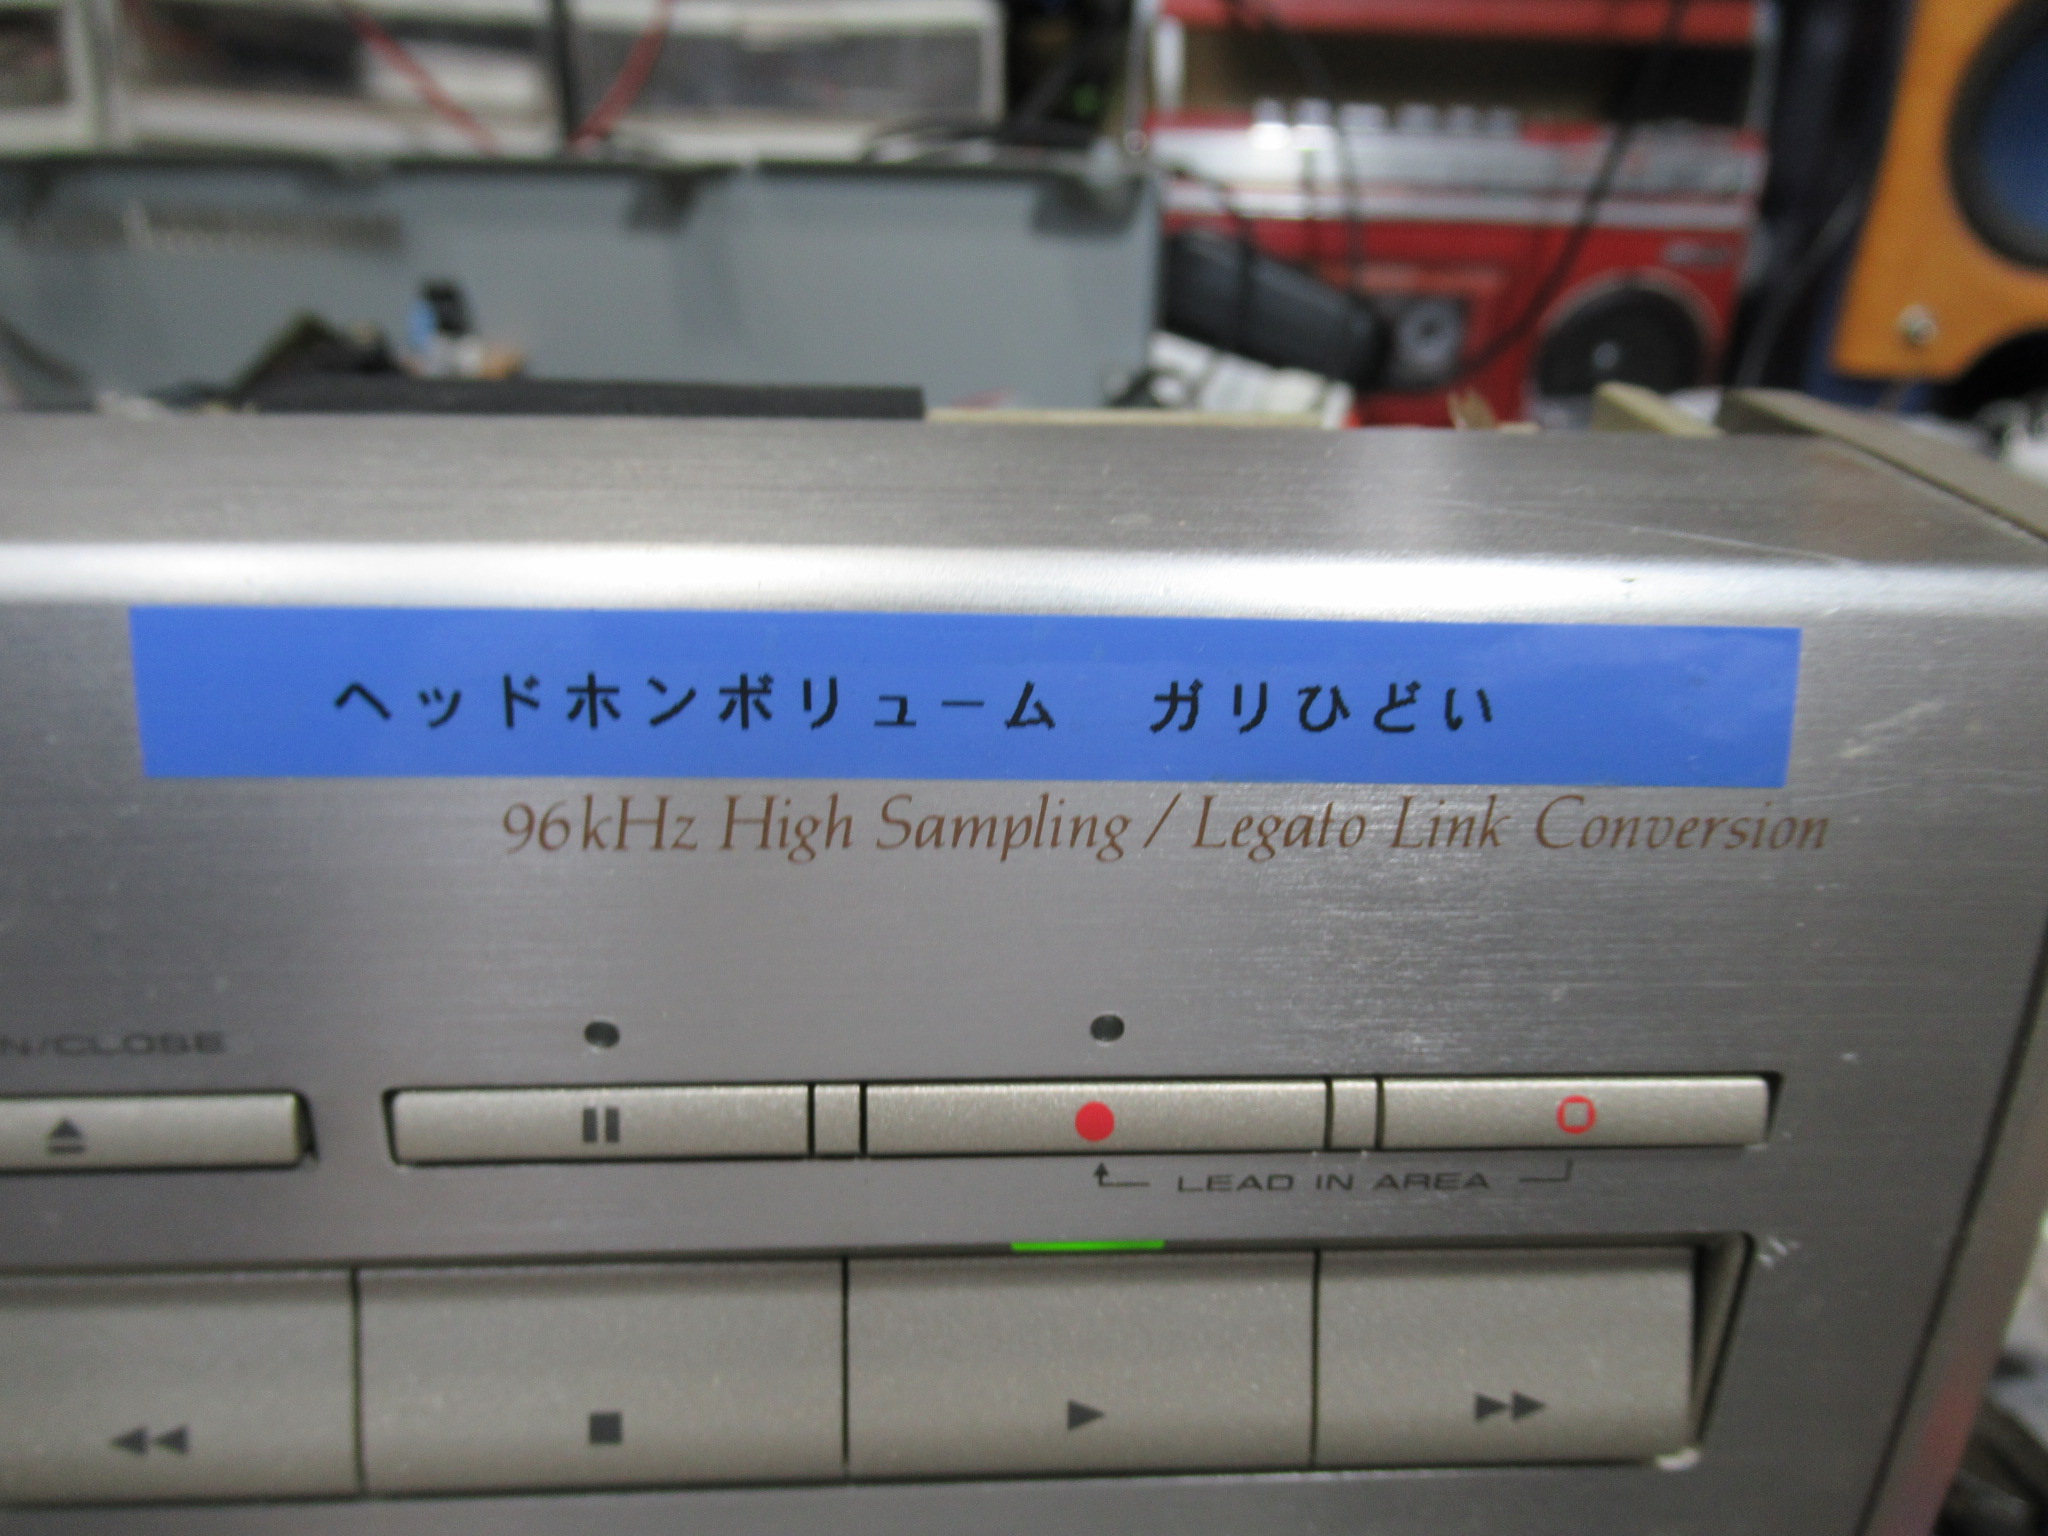 ヘッドホンボリューム　ガリひどい
96kHz High Sampling / Legato Link Conversion
N/CLOSE
LEAD IN AREA